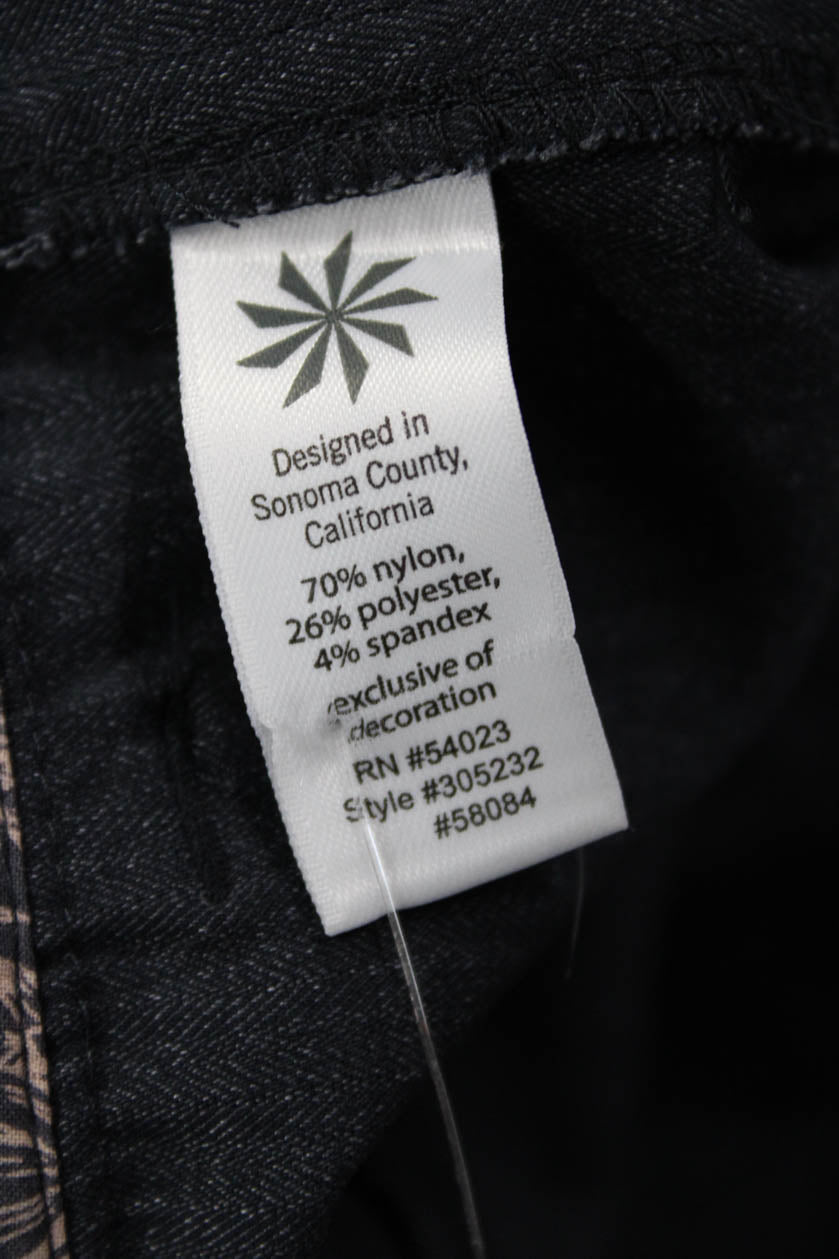 Designed in
Sonoma County,
California
70% nylon,
26% polyester,
4% spandex
exclusive of
decoration
RN #54023
Style #305232
#58084